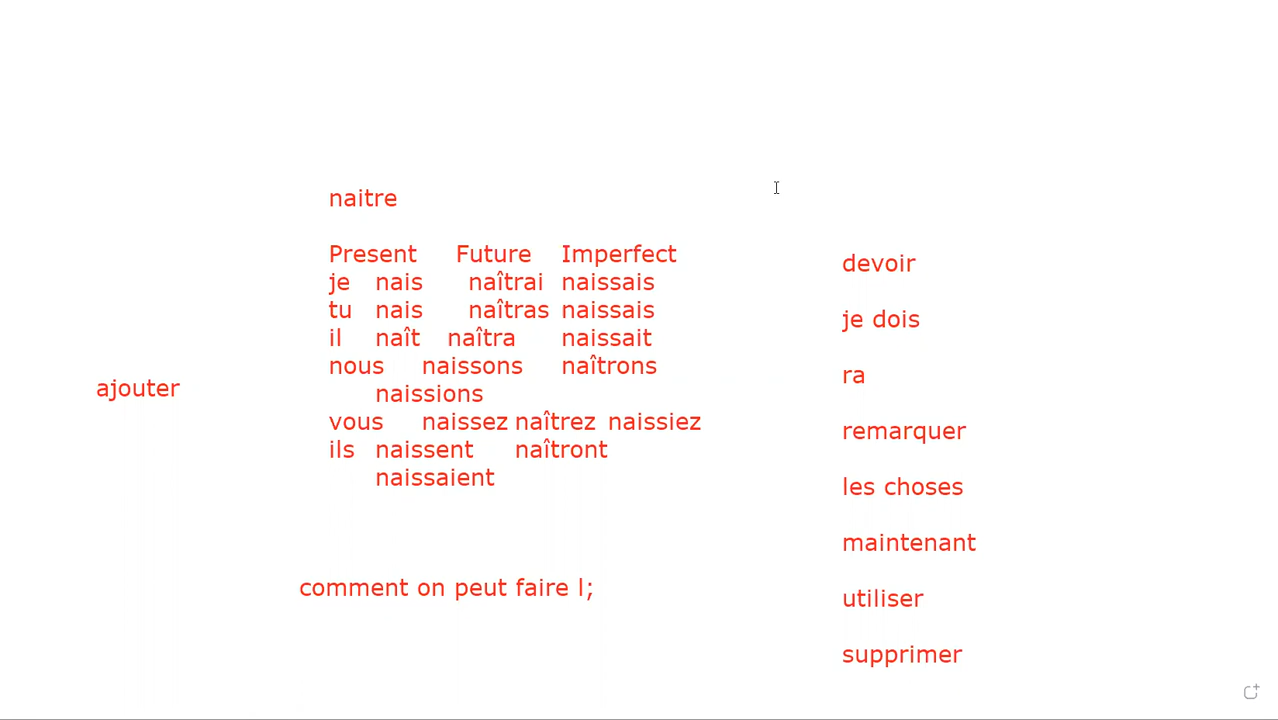 naitre
Present Future Imperfect
je nais naîtrai naissais
tu nais naîtras naissais
il naît naîtra naissait
nous naissons naîtrons
naissions
vous naissez naîtrez naissiez
ils naissent naîtront
naissaient
ajouter
comment on peut faire l;
devoir
je dois
ra
remarquer
les choses
maintenant
utiliser
supprimer